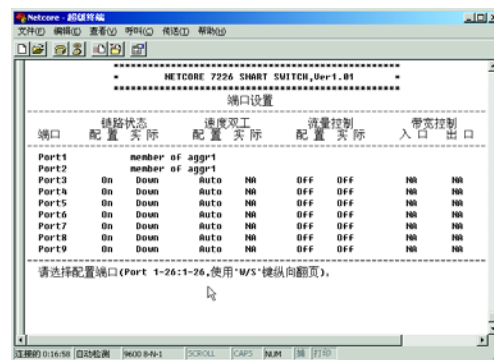 Netcore - 超级终端
文件(F) 编辑(E) 查看(V) 呼叫(C) 传送(T) 帮助(H)
* NETCORE 7226 SMART SWITCH,Ver1.01 *
端口设置
链路状态 速度双工 流量控制 带宽控制
端口 配 置 实 际 配 置 实 际 配 置 实 际 入 口 出 口
Port1 member of aggr1
Port2 member of aggr1
Port3 On Down Auto NA Off Off NA NA
Port4 On Down Auto NA Off Off NA NA
Port5 On Down Auto NA Off Off NA NA
Port6 On Down Auto NA Off Off NA NA
Port7 On Down Auto NA Off Off NA NA
Port8 On Down Auto NA Off Off NA NA
Port9 On Down Auto NA Off Off NA NA
请选择配置端口(Port 1-26:1-26,使用"W/S"键纵向翻页)。
连接的 0:16:58 自动检测 9600 8-N-1 SCROLL CAPS NUM 捕 打印